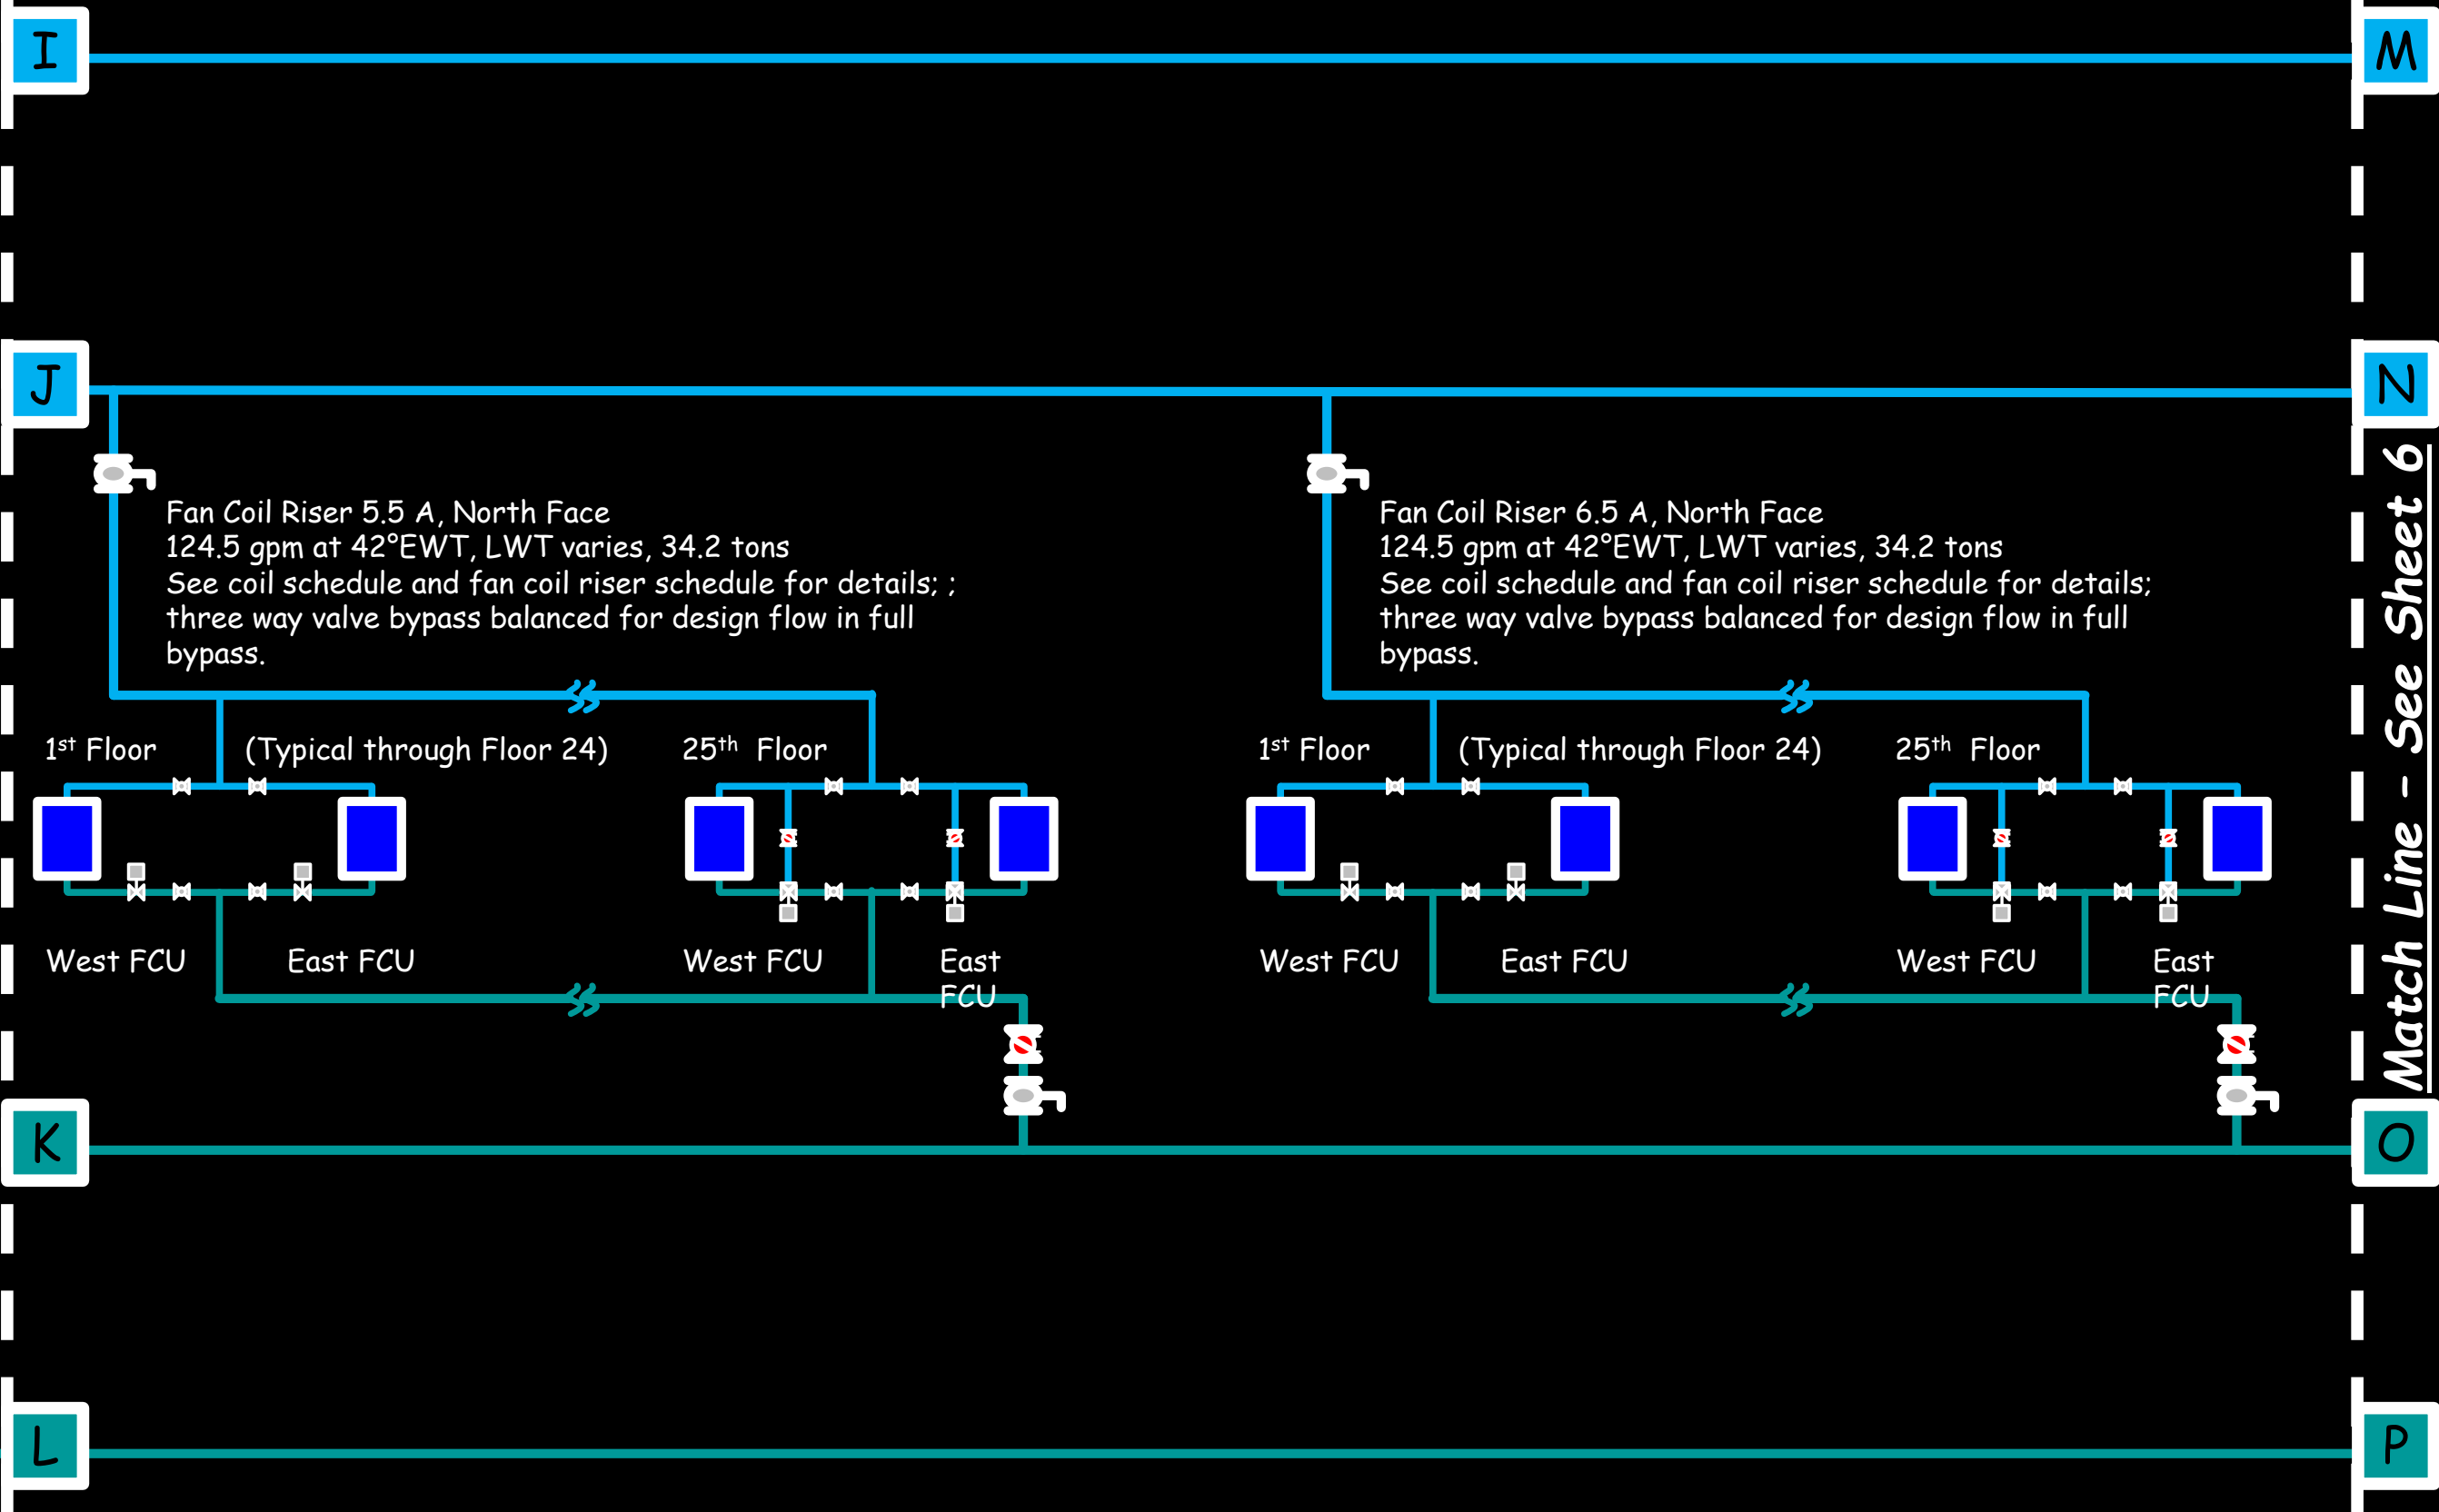 I
M
J
N
Fan Coil Riser 5.5 A, North Face
124.5 gpm at 42°EWT, LWT varies, 34.2 tons
See coil schedule and fan coil riser schedule for details; ;
three way valve bypass balanced for design flow in full
bypass.
Fan Coil Riser 6.5 A, North Face
124.5 gpm at 42°EWT, LWT varies, 34.2 tons
See coil schedule and fan coil riser schedule for details;
three way valve bypass balanced for design flow in full
bypass.
Match Line - See Sheet 6
1st Floor
(Typical through Floor 24)
25th Floor
1st Floor
(Typical through Floor 24)
25th Floor
West FCU
East FCU
West FCU
East
FCU
West FCU
East FCU
West FCU
East
FCU
K
O
L
P